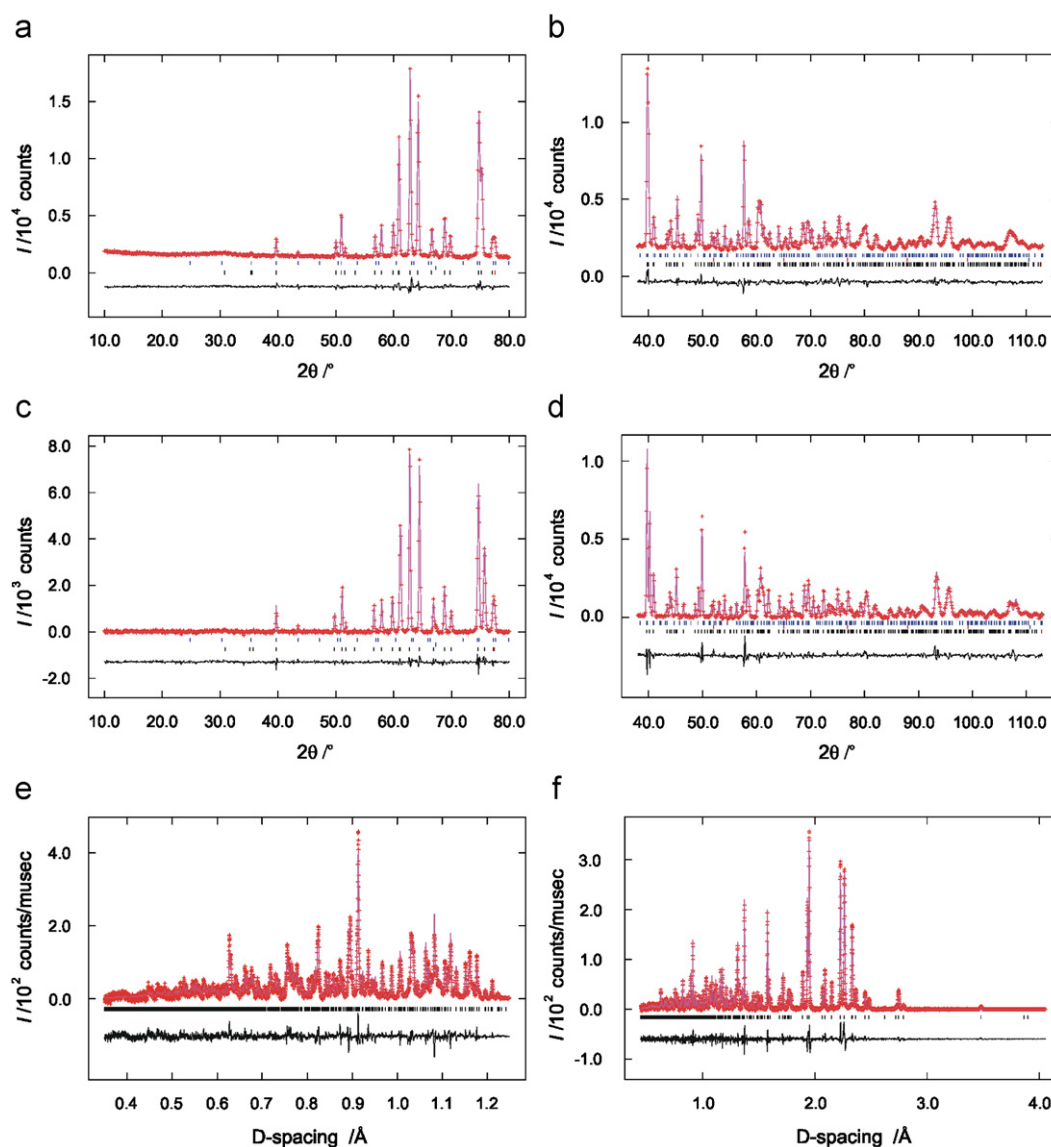 a
I /10⁴ counts
1.5
1.0
0.5
0.0
10.0 20.0 30.0 40.0 50.0 60.0 70.0 80.0
2θ /°
b
I /10⁴ counts
1.0
0.5
0.0
40.0 50.0 60.0 70.0 80.0 90.0 100.0 110.0
2θ /°
c
I /10³ counts
8.0
6.0
4.0
2.0
0.0
-2.0
10.0 20.0 30.0 40.0 50.0 60.0 70.0 80.0
2θ /°
d
I /10⁴ counts
1.0
0.5
0.0
40.0 50.0 60.0 70.0 80.0 90.0 100.0 110.0
2θ /°
e
I /10² counts/musec
4.0
2.0
0.0
0.4 0.5 0.6 0.7 0.8 0.9 1.0 1.1 1.2
D-spacing /Å
f
I /10² counts/musec
3.0
2.0
1.0
0.0
-1.0
1.0 2.0 3.0 4.0
D-spacing /Å